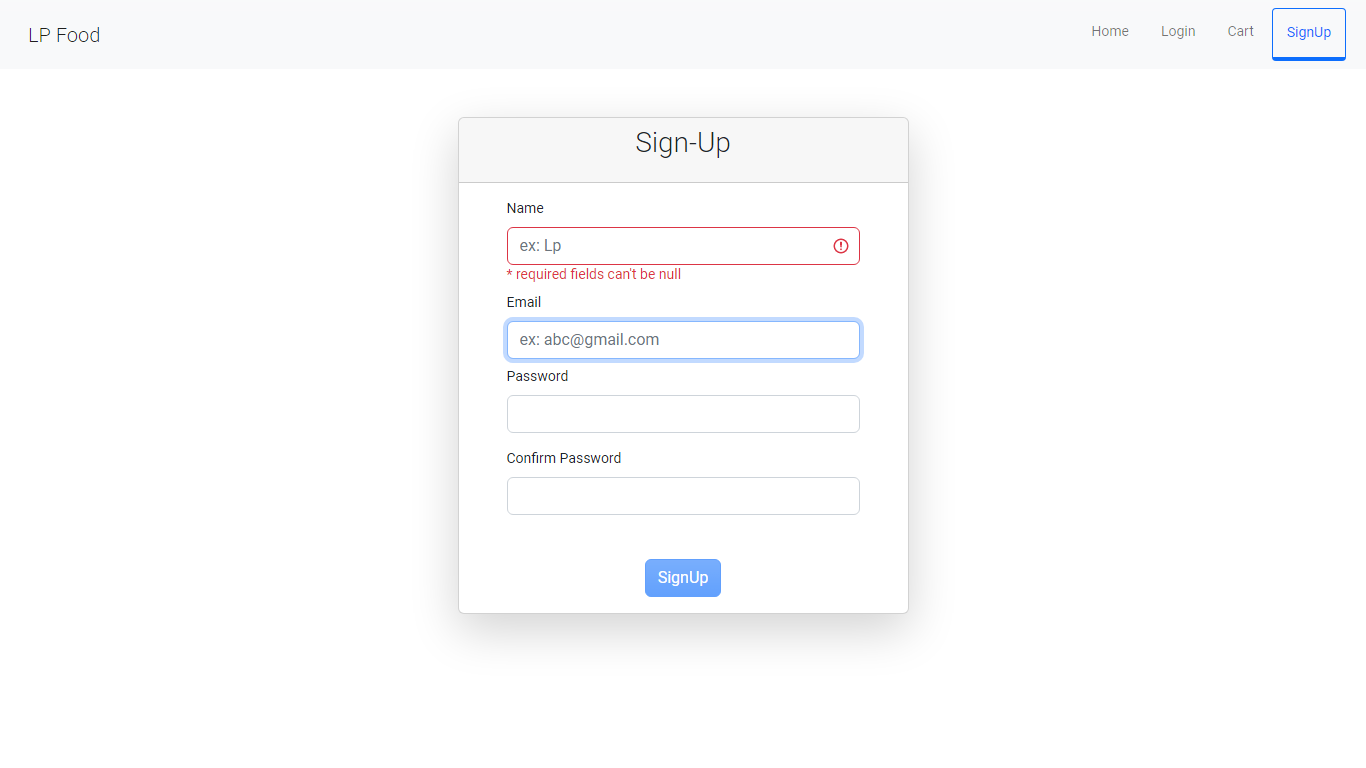 LP Food
Home Login Cart SignUp
Sign-Up
Name
ex: Lp
* required fields can't be null
Email
ex: abc@gmail.com
Password
Confirm Password
SignUp